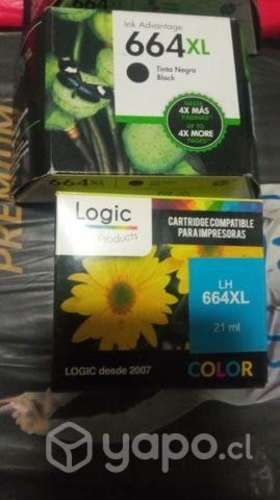 664
Ink Advantage
664XL
Tinta Negra
Black
4X MÁS
4X MORE
664XL
PREMIUM
Logic
Products
CARTRIDGE COMPATIBLE
PARA IMPRESORAS
LH
664XL
21 ml
LOGIC desde 2007
COLOR
yapo.cl